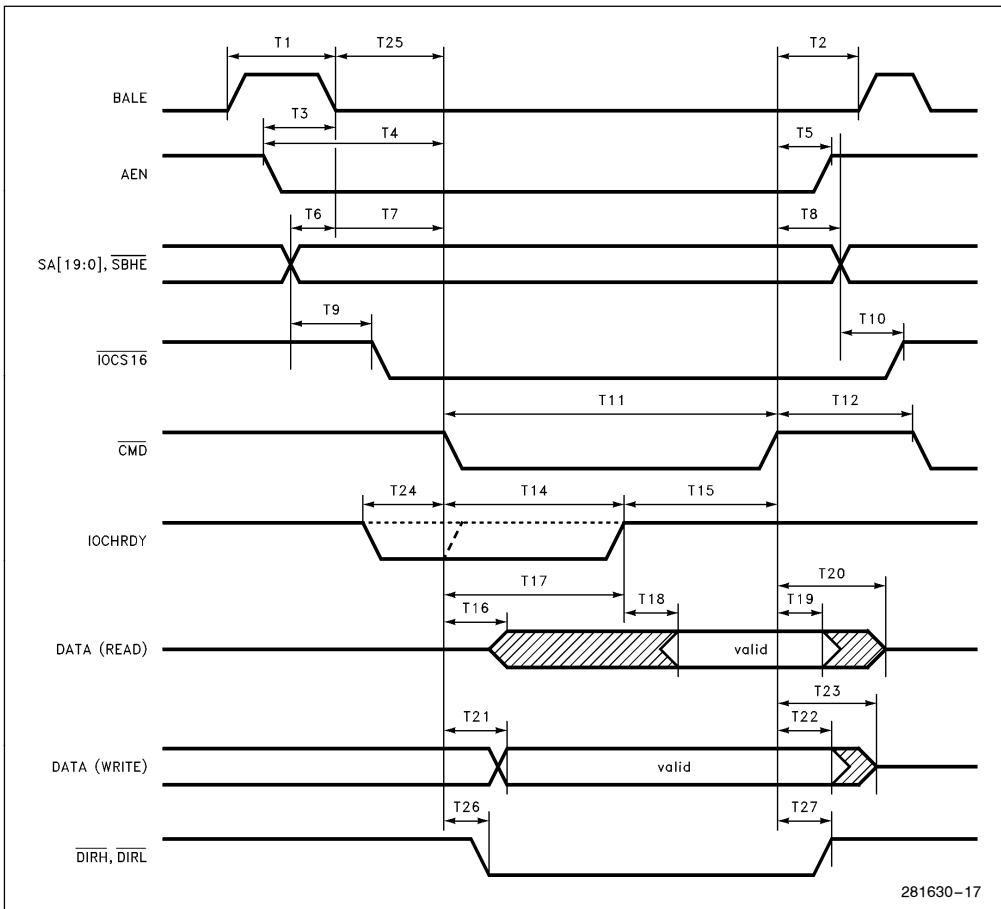 T1 T25 T2
BALE
T3
T4 T5
AEN
T6 T7 T8
SA[19:0], SBHE
T9 T10
IOCS16
T11 T12
CMD
T24 T14 T15
IOCHRDY
T17 T20
T16 T18 T19
DATA (READ) valid
T23
T21 T22
DATA (WRITE) valid
T26 T27
DIRH, DIRL
281630–17